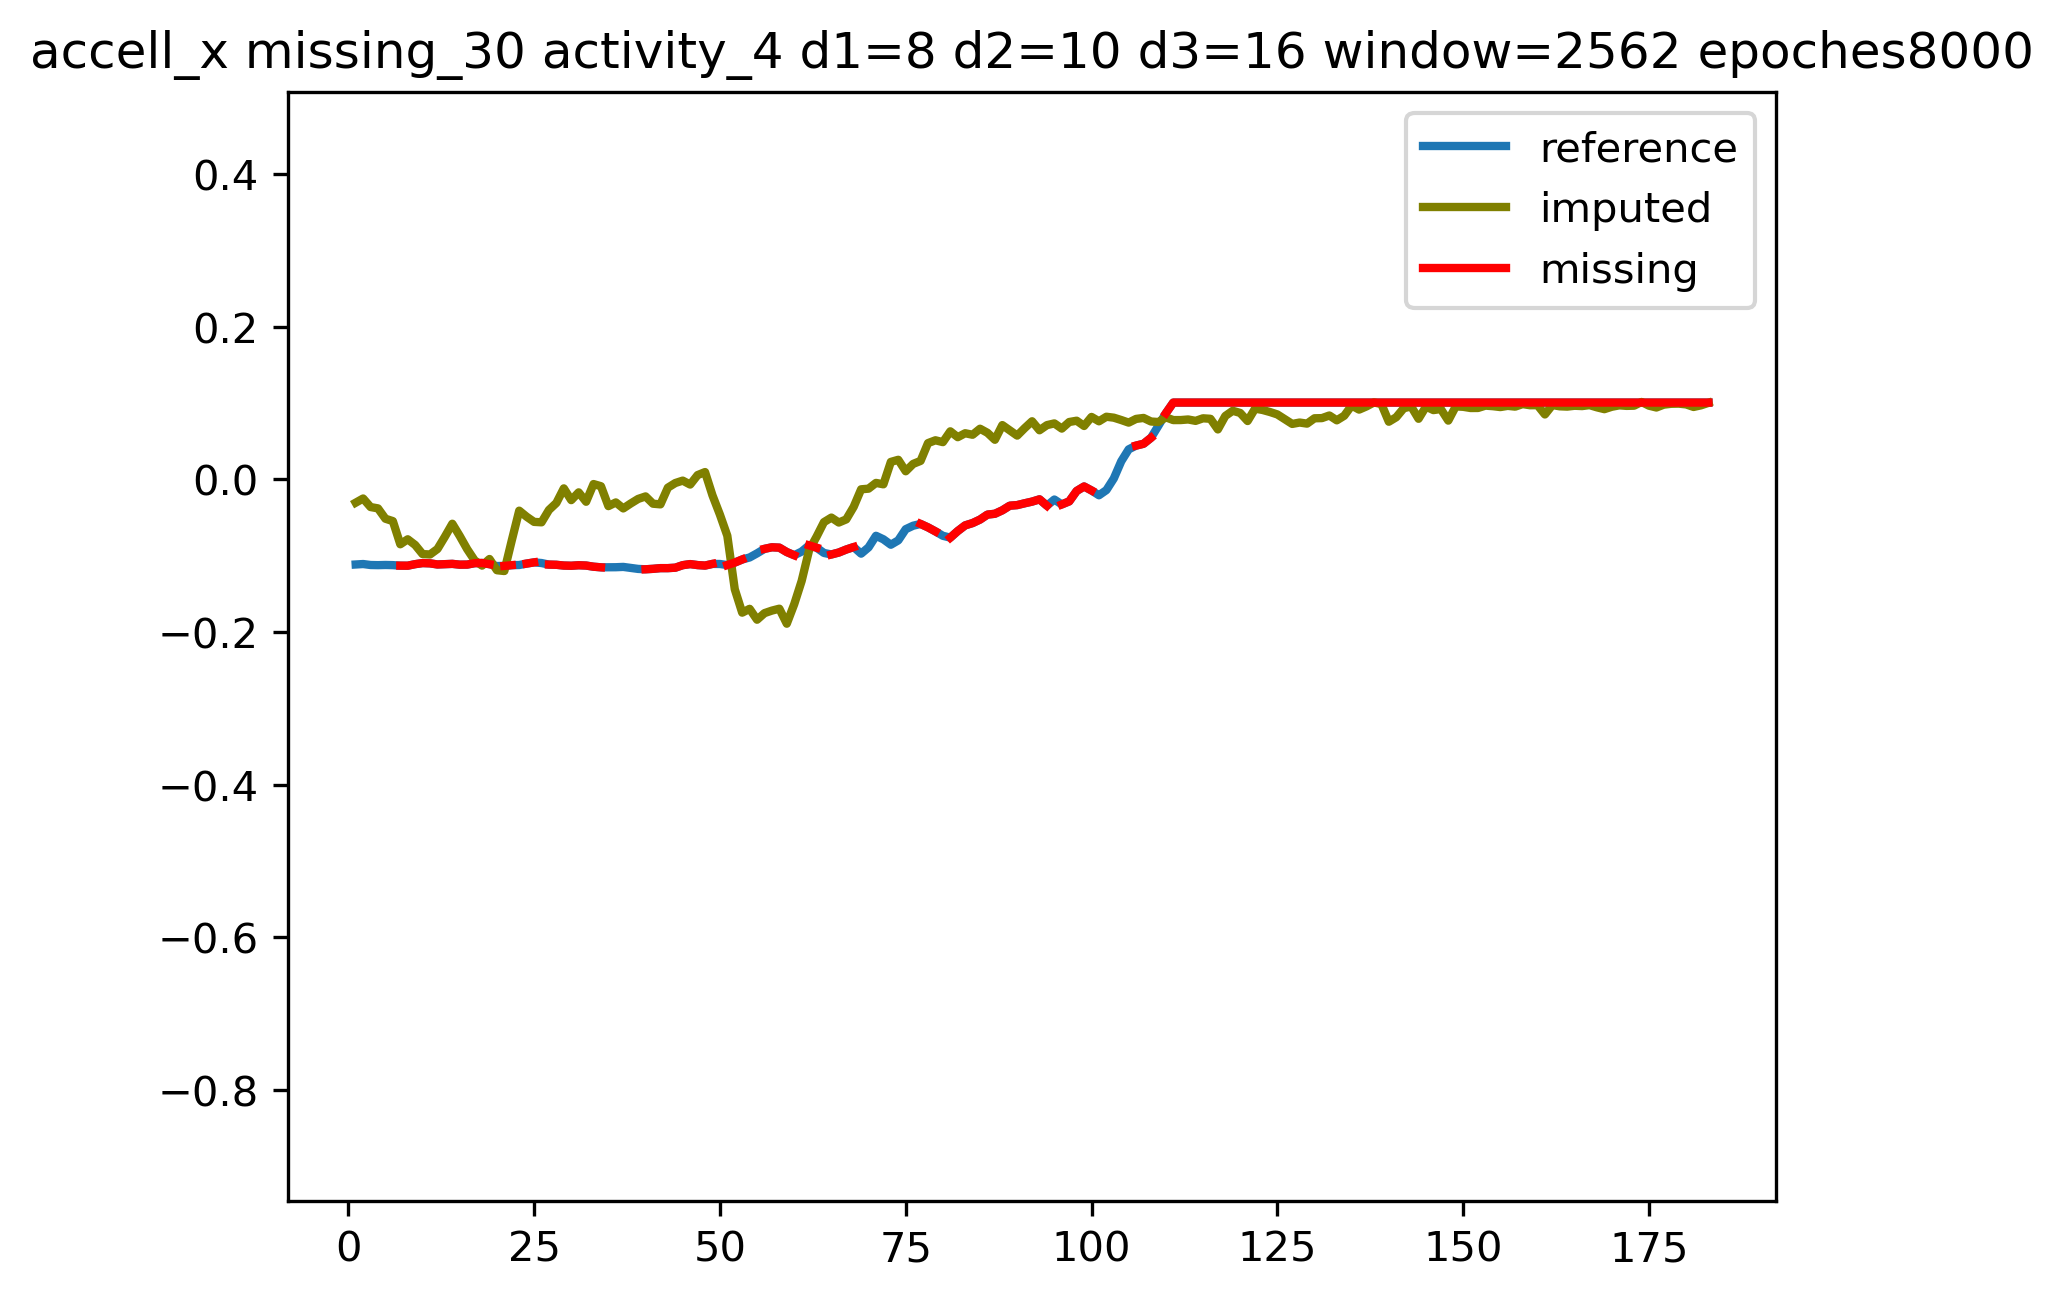 accell_x missing_30 activity_4 d1=8 d2=10 d3=16 window=2562 epoches8000
reference
imputed
missing
0.4
0.2
0.0
−0.2
−0.4
−0.6
−0.8
0 25 50 75 100 125 150 175